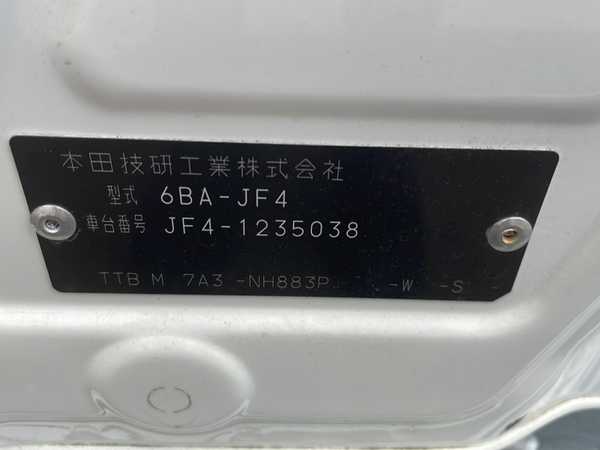 本田技研工業株式会社
型式 6BA-JF4
車台番号 JF4-1235038
TTB M 7A3 -NH883P -W -S -